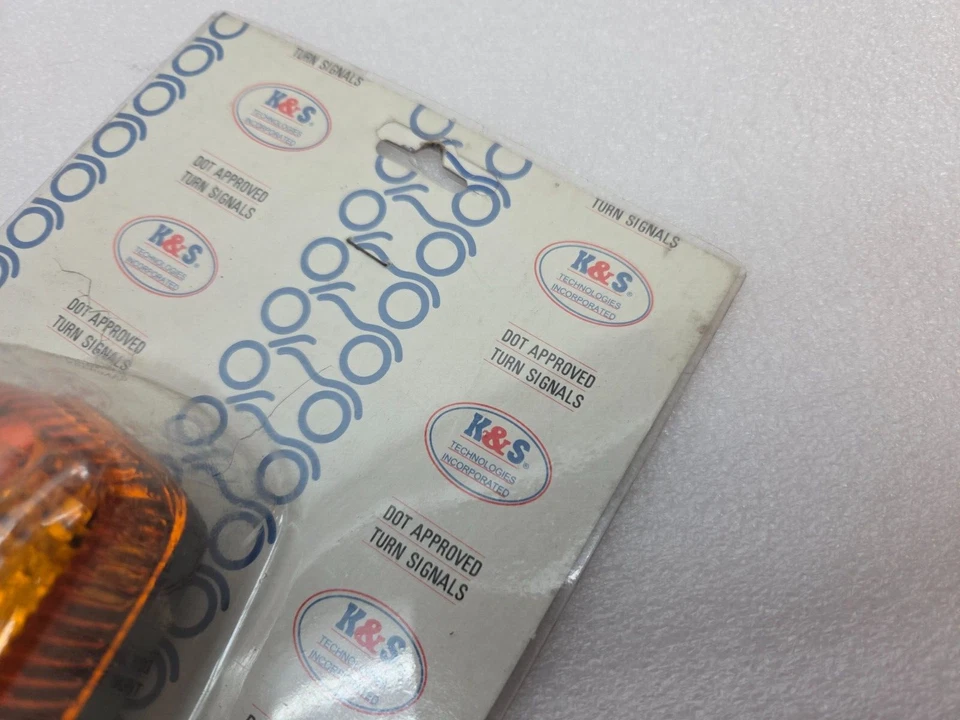 TURN SIGNALS
K&S
TECHNOLOGIES
INCORPORATED
DOT APPROVED
TURN SIGNALS
K&S
TECHNOLOGIES
INCORPORATED
DOT APPROVED
TURN SIGNALS
TURN SIGNALS
K&S®
TECHNOLOGIES
INCORPORATED
DOT APPROVED
TURN SIGNALS
K&S®
TECHNOLOGIES
INCORPORATED
DOT APPROVED
TURN SIGNALS
K&S